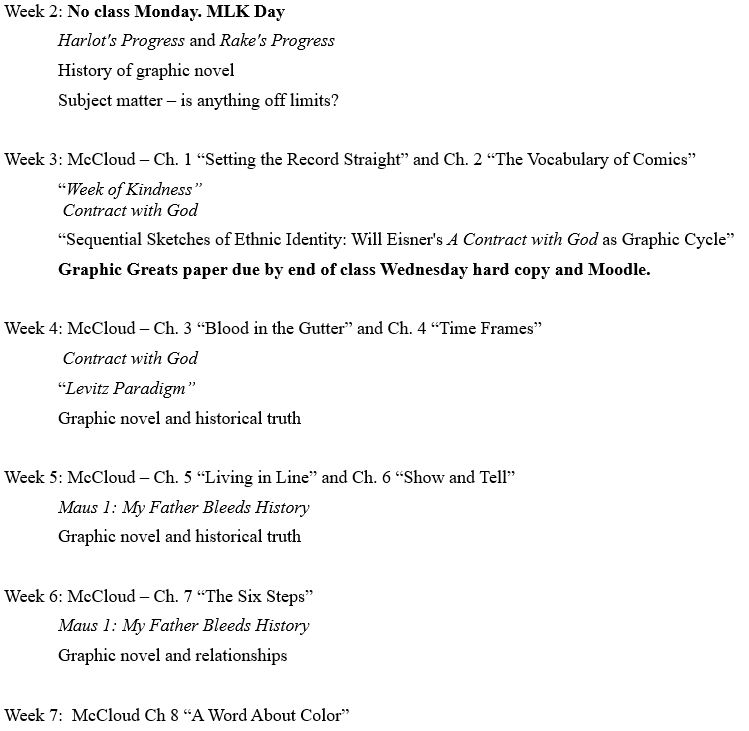 Week 2: No class Monday. MLK Day
Harlot's Progress and Rake's Progress
History of graphic novel
Subject matter – is anything off limits?
Week 3: McCloud – Ch. 1 “Setting the Record Straight” and Ch. 2 “The Vocabulary of Comics”
“Week of Kindness”
Contract with God
“Sequential Sketches of Ethnic Identity: Will Eisner's A Contract with God as Graphic Cycle”
Graphic Greats paper due by end of class Wednesday hard copy and Moodle.
Week 4: McCloud – Ch. 3 “Blood in the Gutter” and Ch. 4 “Time Frames”
Contract with God
“Levitz Paradigm”
Graphic novel and historical truth
Week 5: McCloud – Ch. 5 “Living in Line” and Ch. 6 “Show and Tell”
Maus 1: My Father Bleeds History
Graphic novel and historical truth
Week 6: McCloud – Ch. 7 “The Six Steps”
Maus 1: My Father Bleeds History
Graphic novel and relationships
Week 7:  McCloud Ch 8 “A Word About Color”